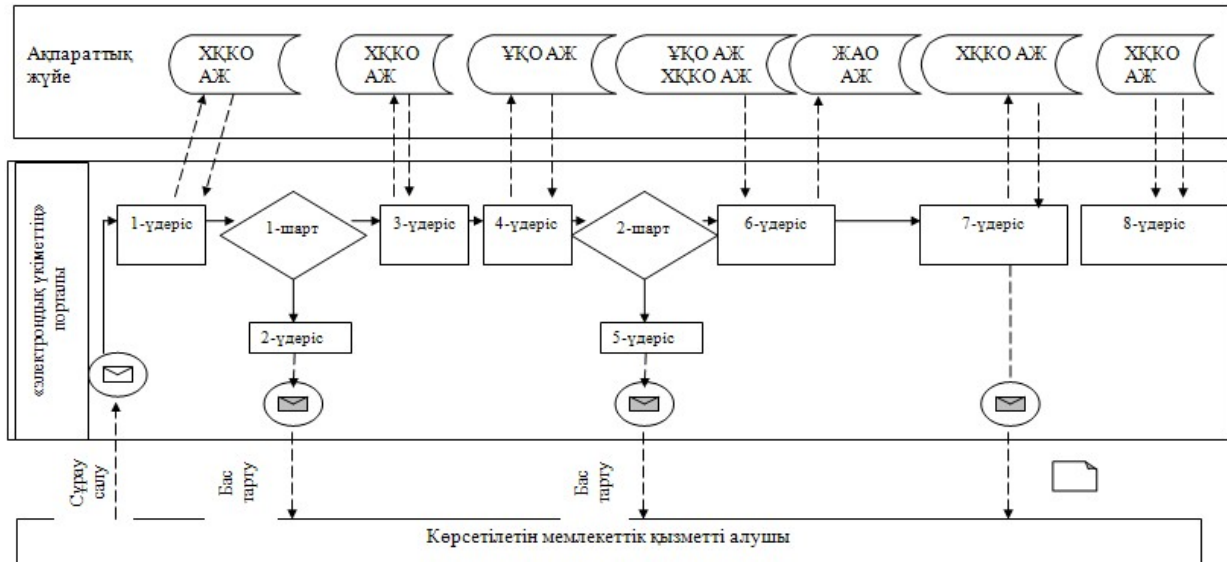 Ақпараттық
жүйе
ХҚКО
АЖ
ХҚКО
АЖ
ҰҚО АЖ
ҰҚО АЖ
ХҚКО АЖ
ЖАО
АЖ
ХҚКО АЖ
ХҚКО
АЖ
«электрондық үкіметтің»
порталы
1-үдеріс
1-шарт
3-үдеріс
4-үдеріс
2-шарт
6-үдеріс
7-үдеріс
8-үдеріс
2-үдеріс
5-үдеріс
Сұрау
салу
Бас
тарту
Бас
тарту
Көрсетілетін мемлекеттік қызметті алушы